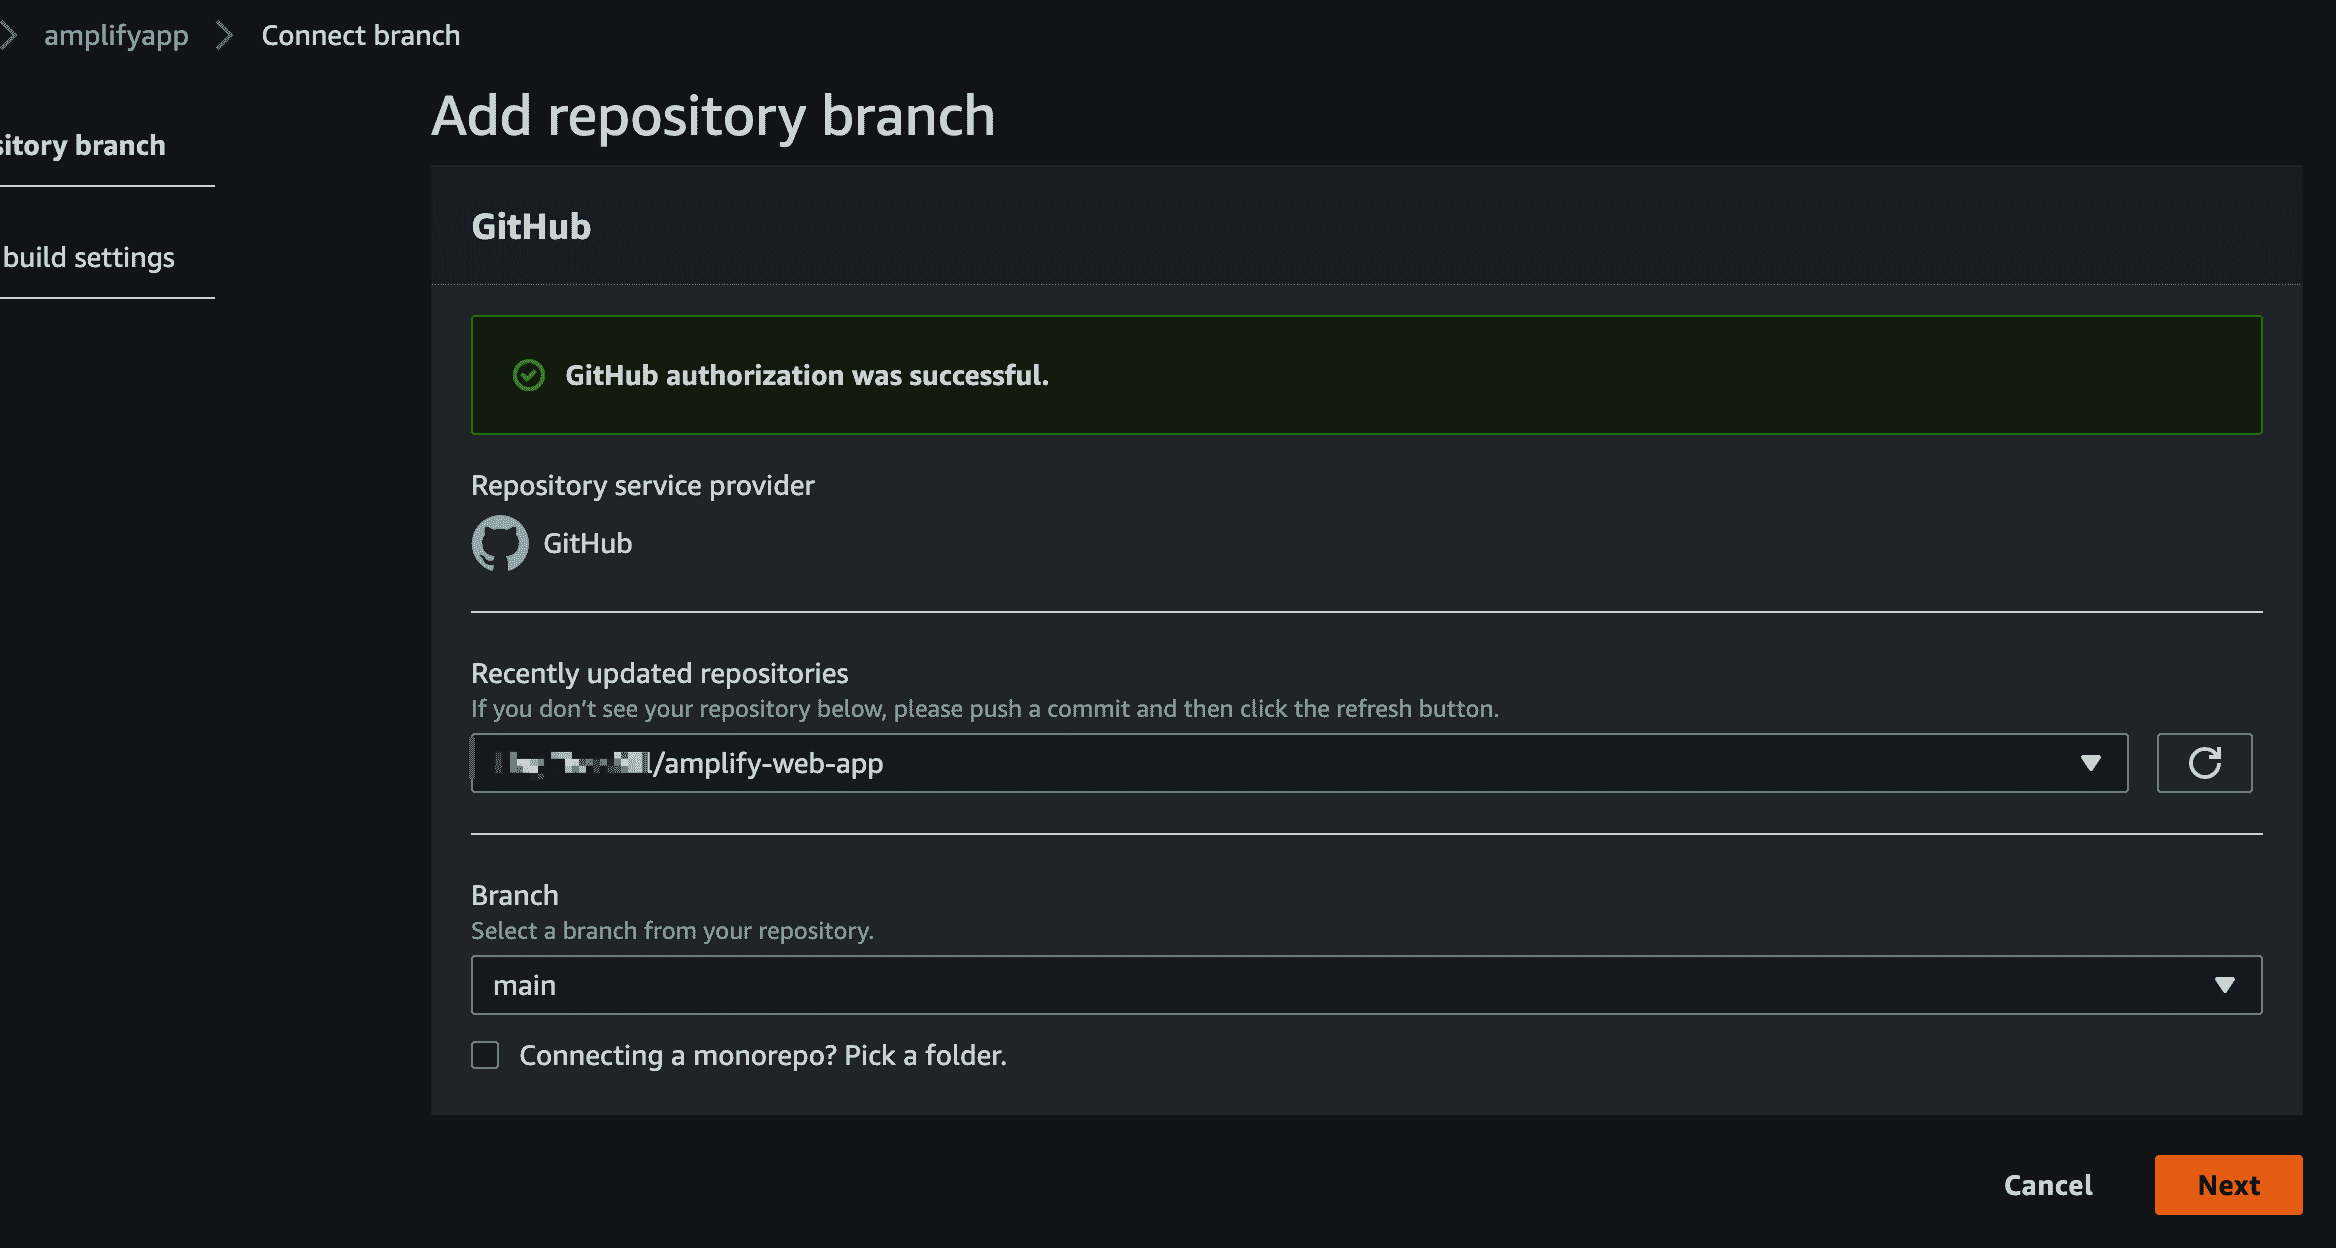 amplifyapp
Connect branch
Add repository branch
sitory branch
build settings
GitHub
GitHub authorization was successful.
Repository service provider
GitHub
Recently updated repositories
If you don’t see your repository below, please push a commit and then click the refresh button.
/amplify-web-app
Branch
Select a branch from your repository.
main
Connecting a monorepo? Pick a folder.
Cancel
Next